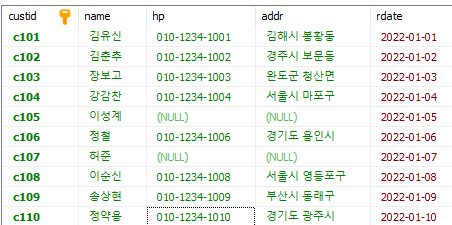 custid name hp addr rdate
c101 김유신 010-1234-1001 김해시 봉황동 2022-01-01
c102 김춘추 010-1234-1002 경주시 보문동 2022-01-02
c103 장보고 010-1234-1003 완도군 청산면 2022-01-03
c104 강감찬 010-1234-1004 서울시 마포구 2022-01-04
c105 이성계 (NULL) (NULL) 2022-01-05
c106 정철 010-1234-1006 경기도 용인시 2022-01-06
c107 허준 (NULL) (NULL) 2022-01-07
c108 이순신 010-1234-1008 서울시 영등포구 2022-01-08
c109 송상현 010-1234-1009 부산시 동래구 2022-01-09
c110 정약용 010-1234-1010 경기도 광주시 2022-01-10